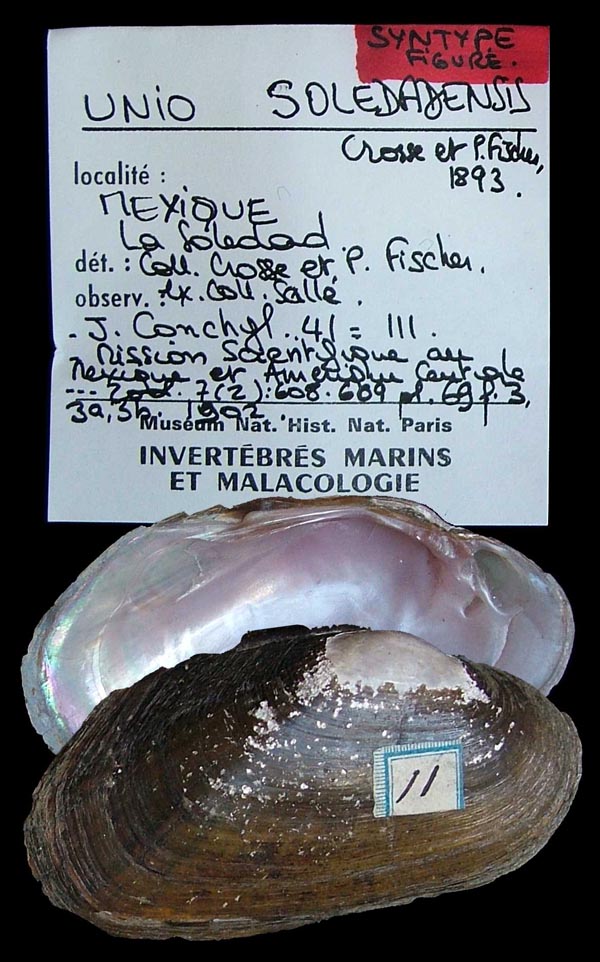 SYNTYPE
FIGURÉ.
UNIO SOLEDADENSIS
Crosse et P. Fischer,
1893.
localité :
MEXIQUE
La Soledad.
dét. : Coll. Crosse et P. Fischer.
observ. : Ex. Coll. Sallé.
- J. Conchyl. 41 = 111.
- Mission Scientifique au
Mexique et Amérique Centrale
--- 7(2): 608-609 pl. 69 f. 3,
3a, 3b. 1902.
Muséum Nat. Hist. Nat. Paris
INVERTÉBRÉS MARINS
ET MALACOLOGIE
11